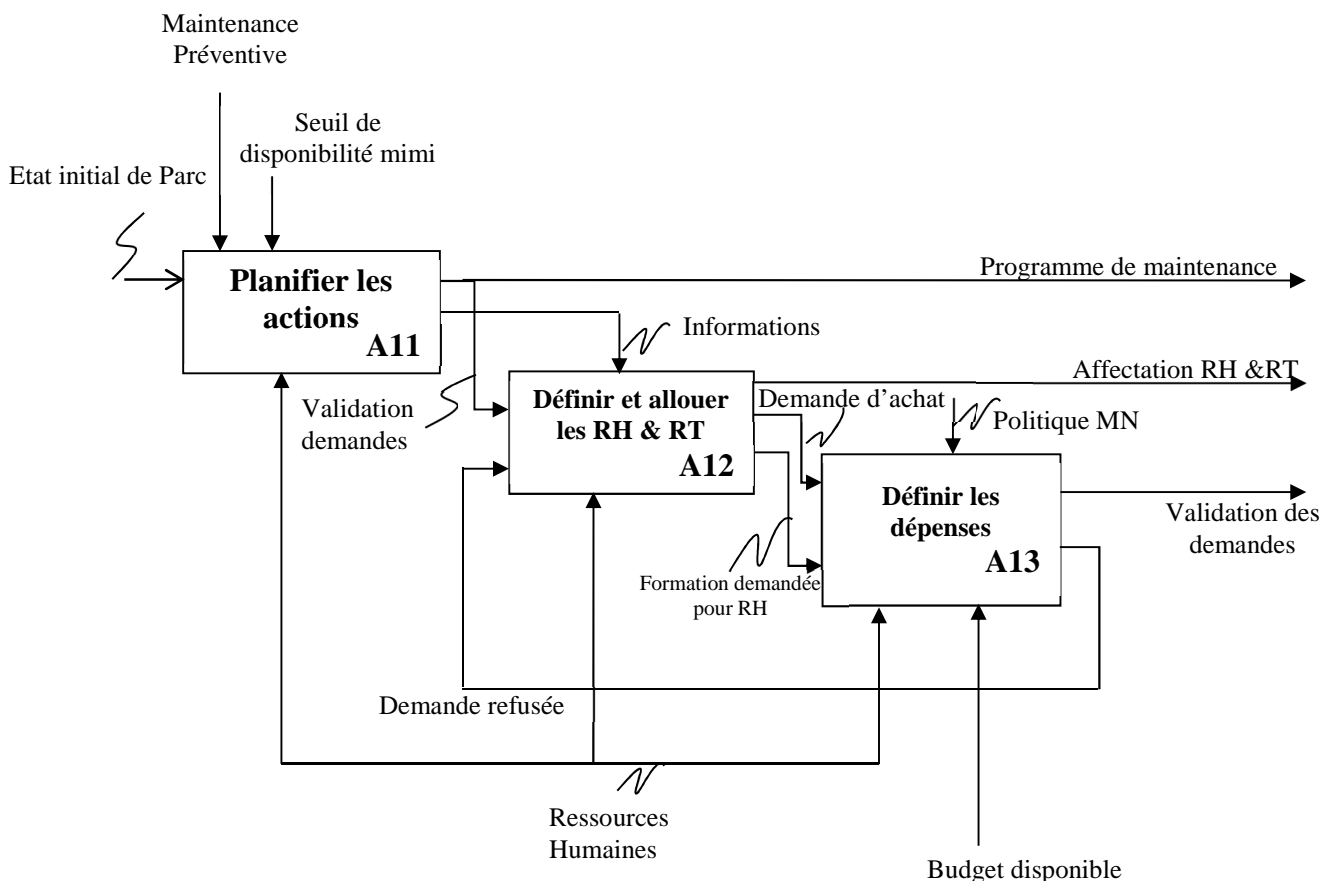 Maintenance
Préventive
Seuil de
disponibilité mimi
Etat initial de Parc
Planifier les
actions
A11
Programme de maintenance
Informations
Validation
demandes
Définir et allouer
les RH & RT
A12
Affectation RH &RT
Demande d’achat
Politique MN
Définir les
dépenses
A13
Validation des
demandes
Formation demandée
pour RH
Demande refusée
Ressources
Humaines
Budget disponible